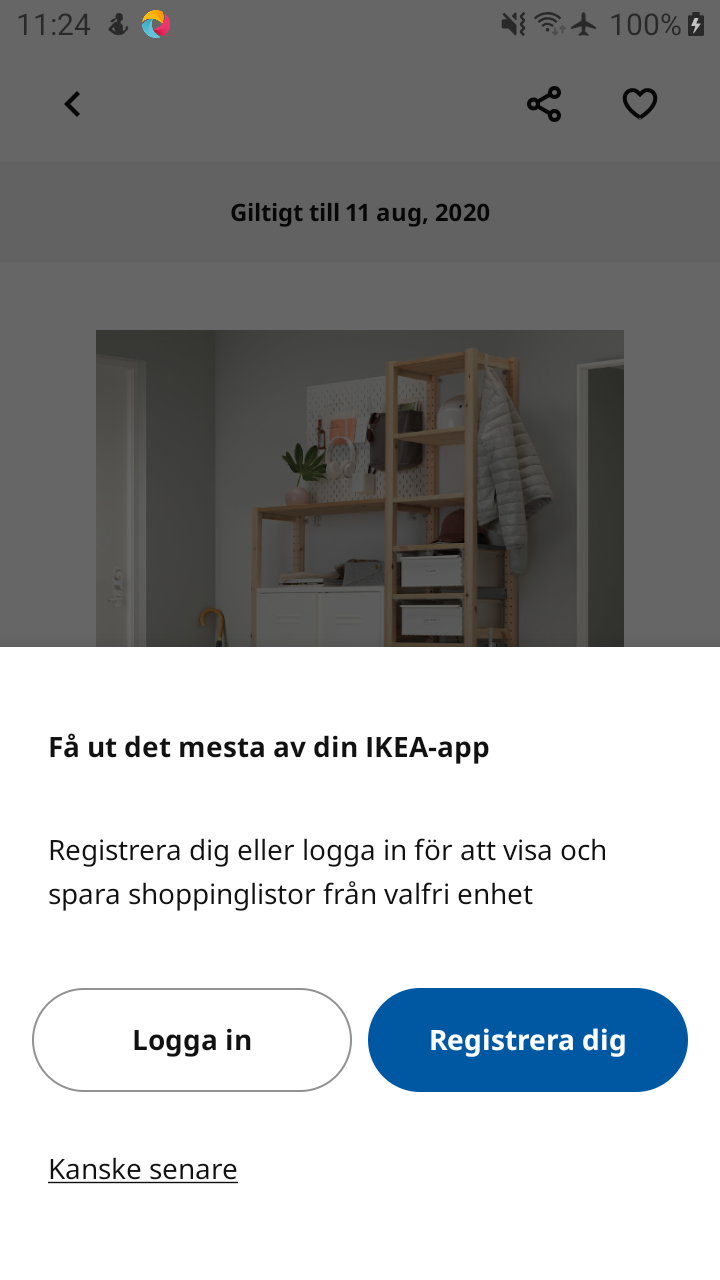 11:24
100%
Giltigt till 11 aug, 2020
Få ut det mesta av din IKEA-app
Registrera dig eller logga in för att visa och
spara shoppinglistor från valfri enhet
Logga in
Registrera dig
Kanske senare